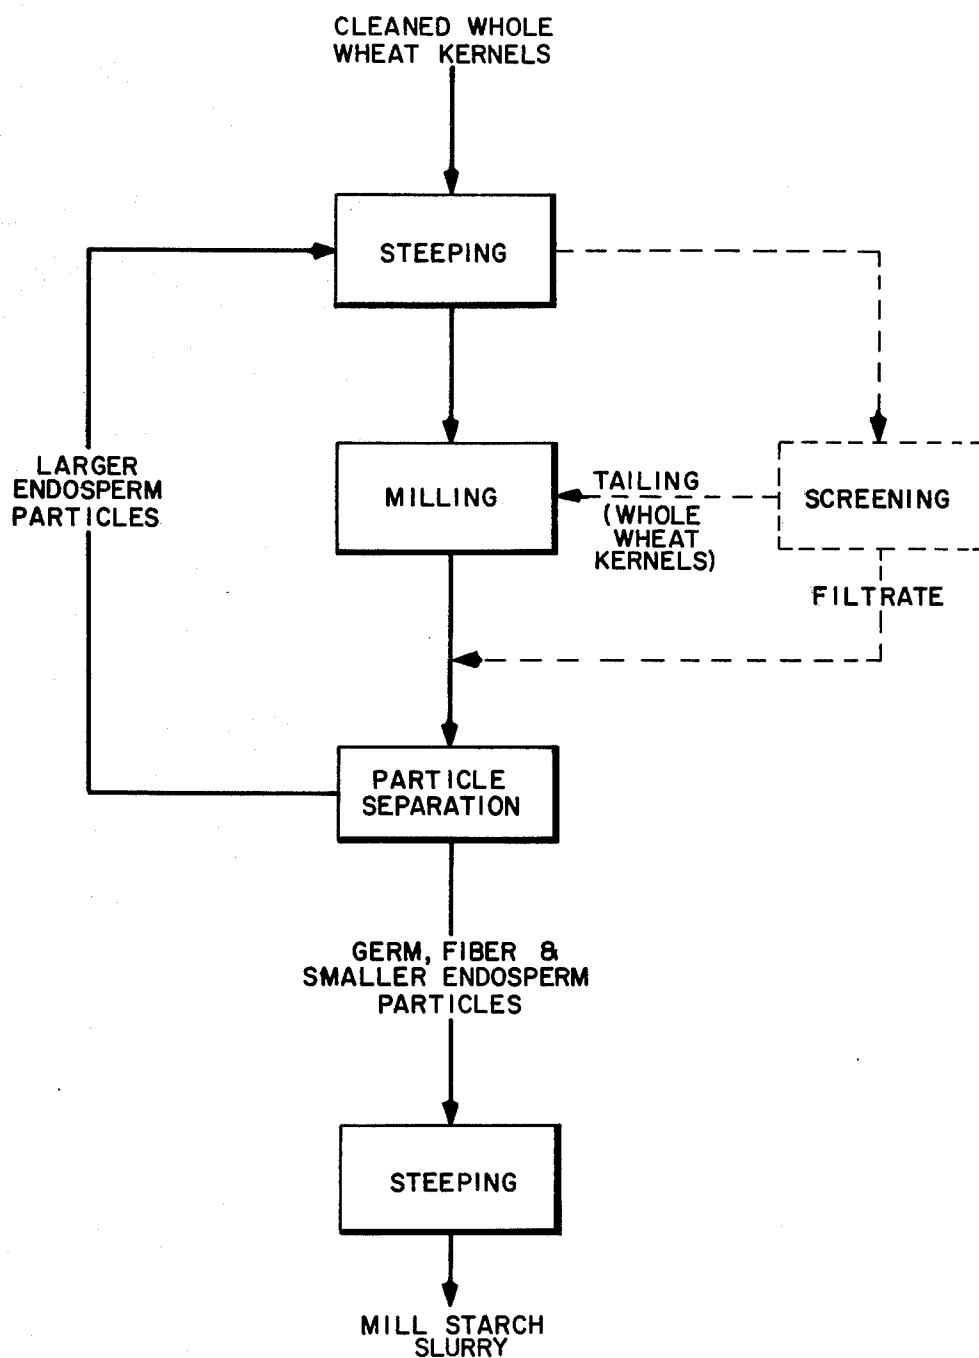 CLEANED WHOLE
WHEAT KERNELS
STEEPING
LARGER
ENDOSPERM
PARTICLES
MILLING
TAILING
(WHOLE
WHEAT
KERNELS)
SCREENING
FILTRATE
PARTICLE
SEPARATION
GERM, FIBER &
SMALLER ENDOSPERM
PARTICLES
STEEPING
MILL STARCH
SLURRY